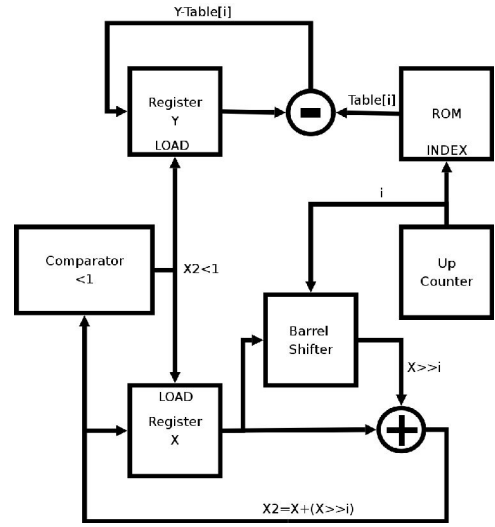 Y-Table[i]
Register
Y
LOAD
Table[i]
ROM
INDEX
i
Comparator
<1
X2<1
Up
Counter
Barrel
Shifter
X>>i
LOAD
Register
X
X2=X+(X>>i)